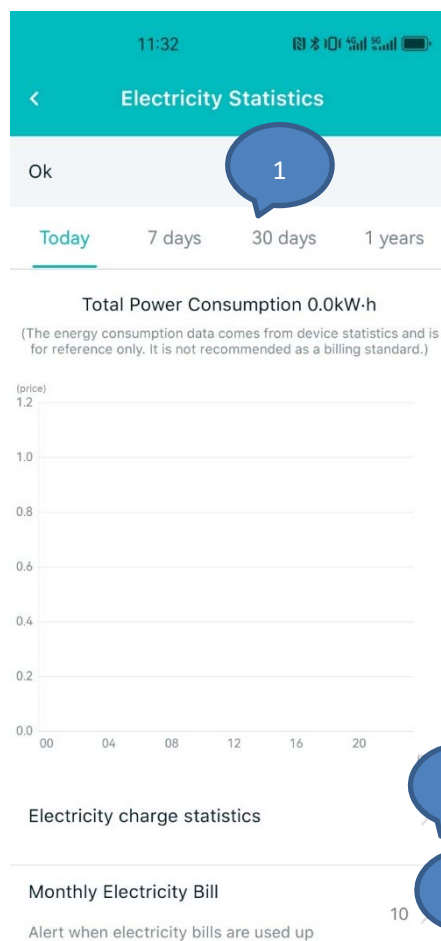 11:32 4G 5G
Electricity Statistics
Ok
1
Today 7 days 30 days 1 years
Total Power Consumption 0.0kW·h
(The energy consumption data comes from device statistics and is
for reference only. It is not recommended as a billing standard.)
(price)
1.2
1.0
0.8
0.6
0.4
0.2
0.0
00 04 08 12 16 20
Electricity charge statistics
Monthly Electricity Bill
10
Alert when electricity bills are used up